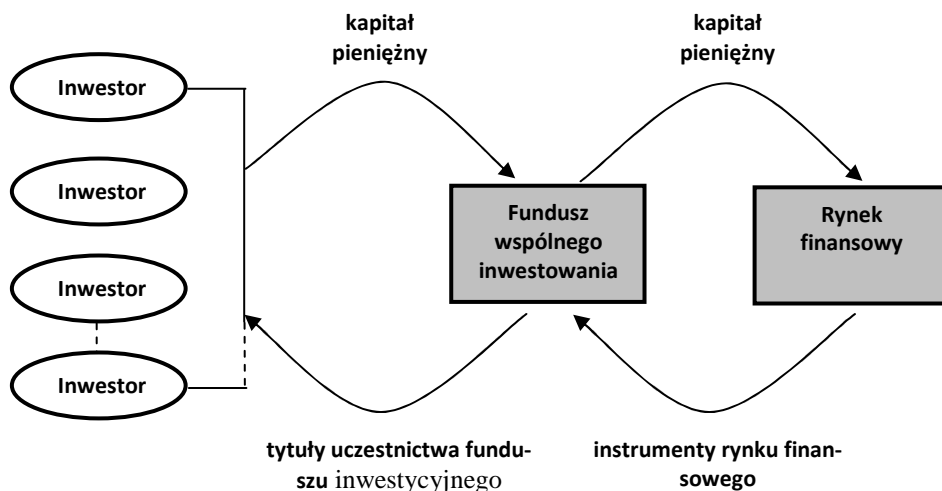 kapitał
pieniężny
kapitał
pieniężny
Inwestor
Inwestor
Inwestor
Inwestor
Fundusz
wspólnego
inwestowania
Rynek
finansowy
tytuły uczestnictwa fundu-
szu inwestycyjnego
instrumenty rynku finan-
sowego